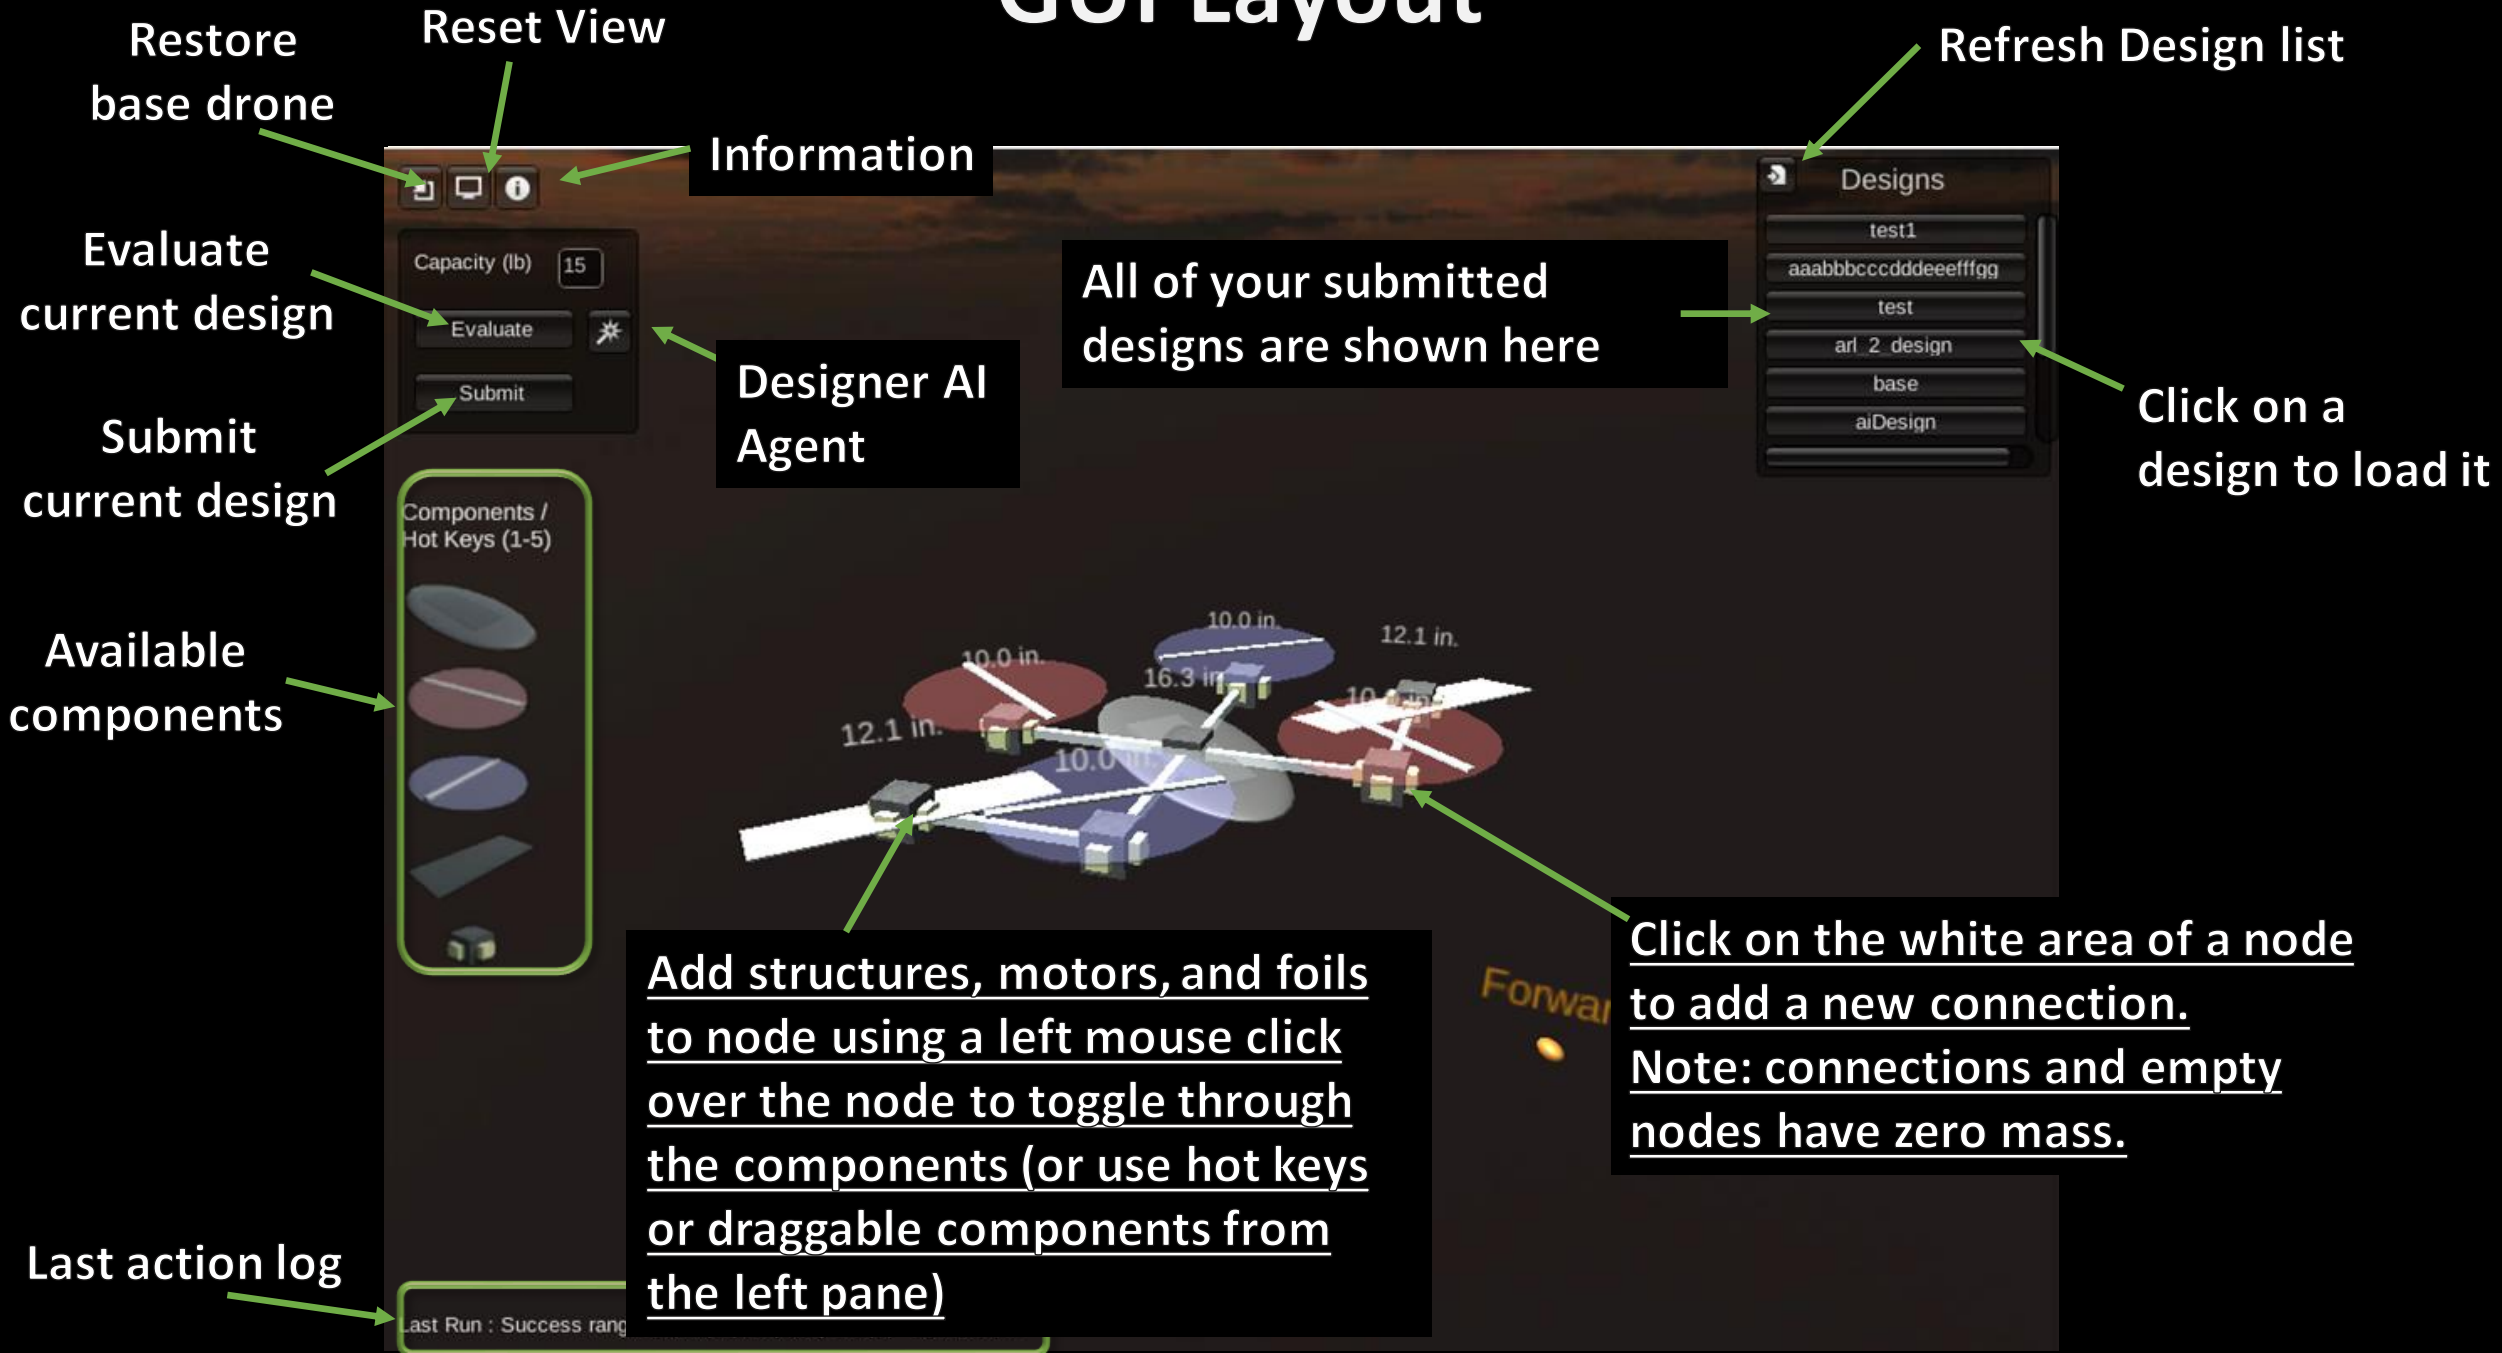 GUI Layout
Restore
base drone
Reset View
Information
Refresh Design list
Evaluate
current design
Submit
current design
Available
components
Last action log
Capacity (lb) 15
Evaluate
Submit
Designer AI
Agent
Components /
Hot Keys (1-5)
All of your submitted
designs are shown here
Designs
test1
aaabbbcccdddeeefffgg
test
arl_2_design
base
aiDesign
Click on a
design to load it
10.0 in.
12.1 in.
10.0 in.
16.3 in
12.1 in.
10.0 in.
Add structures, motors, and foils
to node using a left mouse click
over the node to toggle through
the components (or use hot keys
or draggable components from
the left pane)
Forwar
Click on the white area of a node
to add a new connection.
Note: connections and empty
nodes have zero mass.
Last Run : Success rang